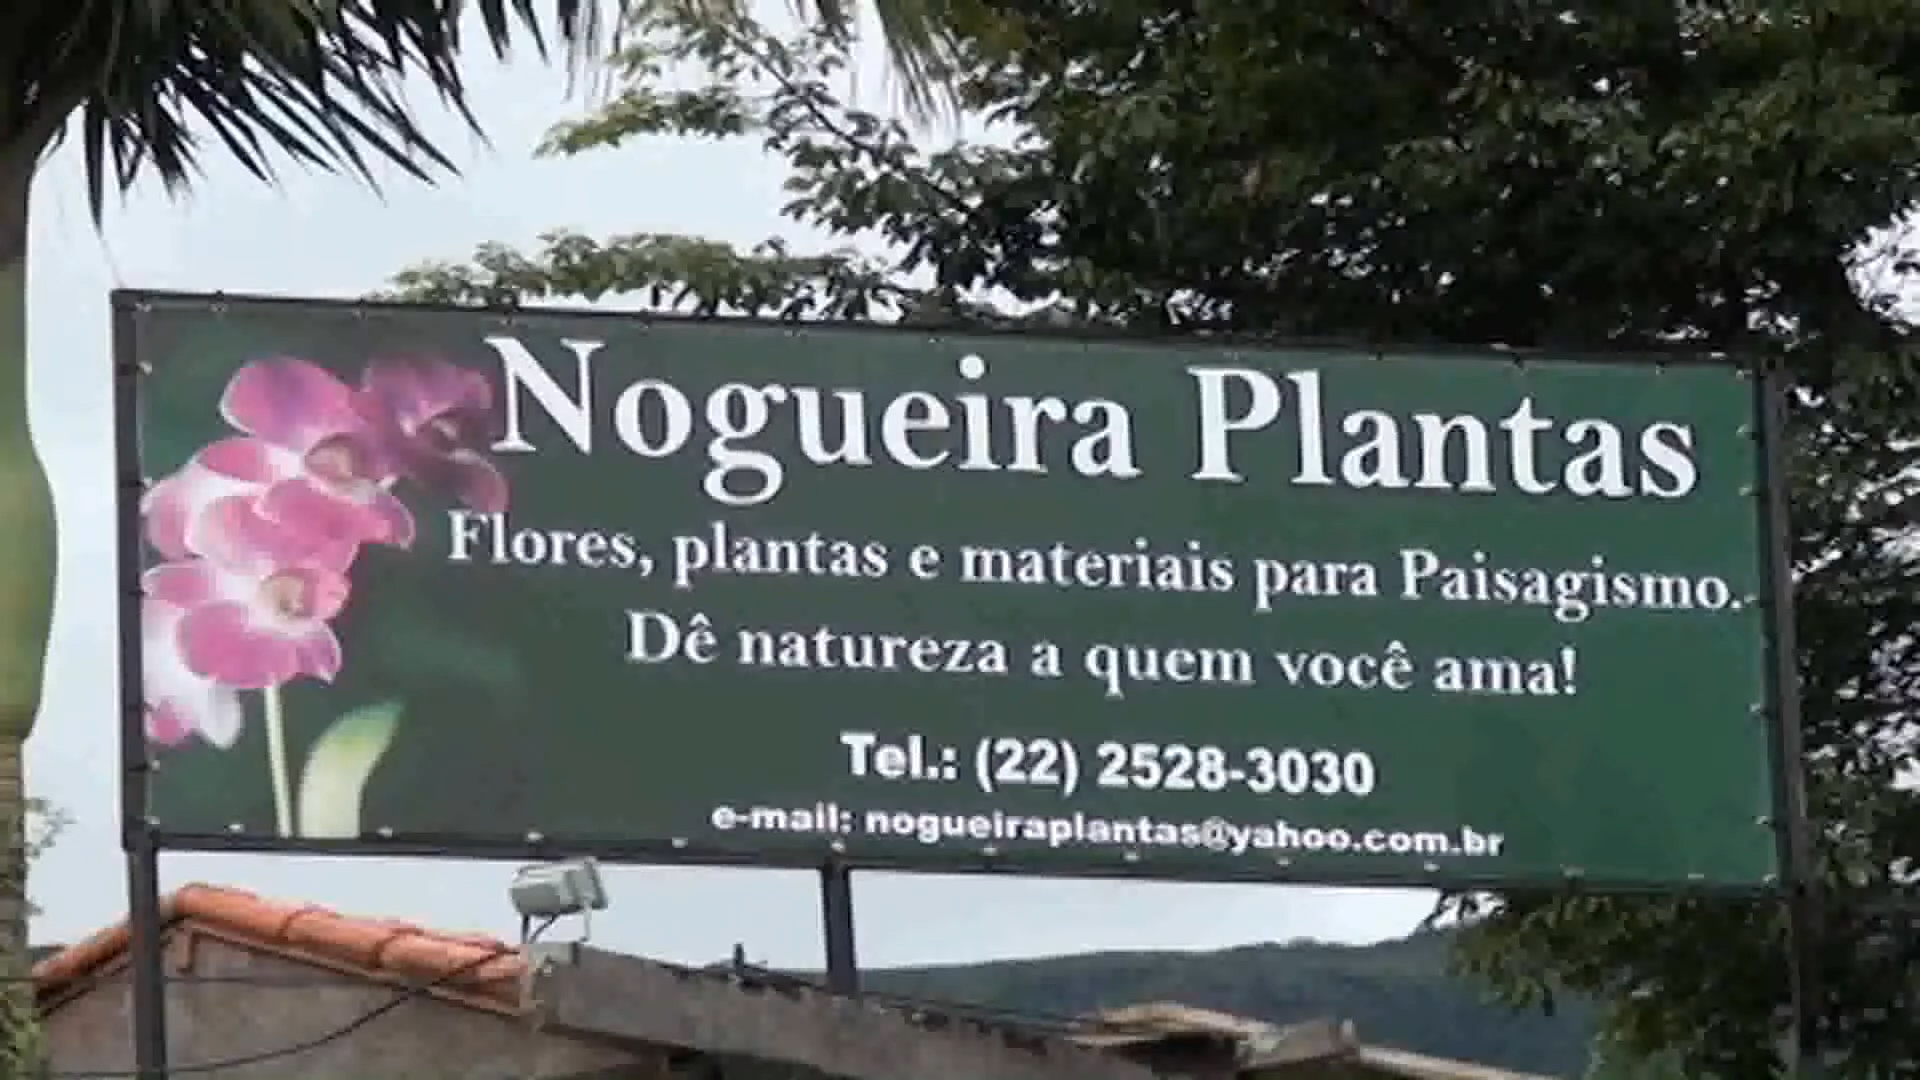 Nogueira Plantas
Flores, plantas e materiais para Paisagismo.
Dê natureza a quem você ama!
Tel.: (22) 2528-3030
e-mail: nogueiraplantas@yahoo.com.br